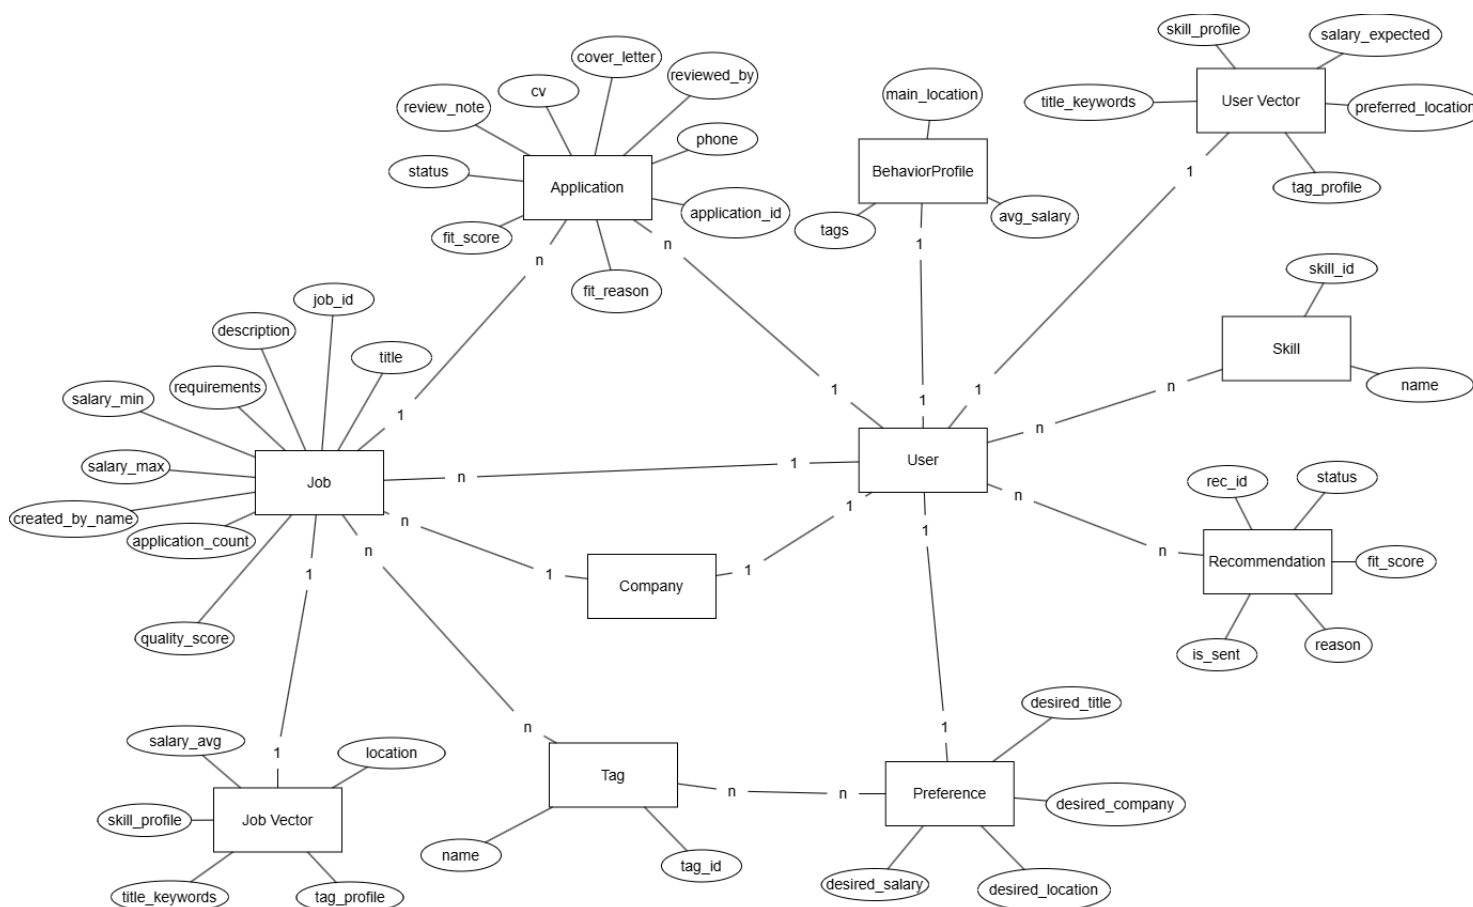 skill_profile
salary_expected
cover_letter
reviewed_by
cv
main_location
review_note
title_keywords
User Vector
preferred_location
phone
status
Application
BehaviorProfile
1
tag_profile
application_id
avg_salary
fit_score
tags
n
n
1
skill_id
fit_reason
job_id
description
title
Skill
requirements
name
salary_min
1
1
1
1
n
n
User
salary_max
Job
n
1
rec_id
status
n
created_by_name
application_count
n
1
1
n
n
Recommendation
fit_score
1
1
1
Company
quality_score
is_sent
reason
desired_title
n
1
salary_avg
location
1
Tag
n
n
Preference
desired_company
skill_profile
Job Vector
name
tag_id
desired_salary
desired_location
title_keywords
tag_profile